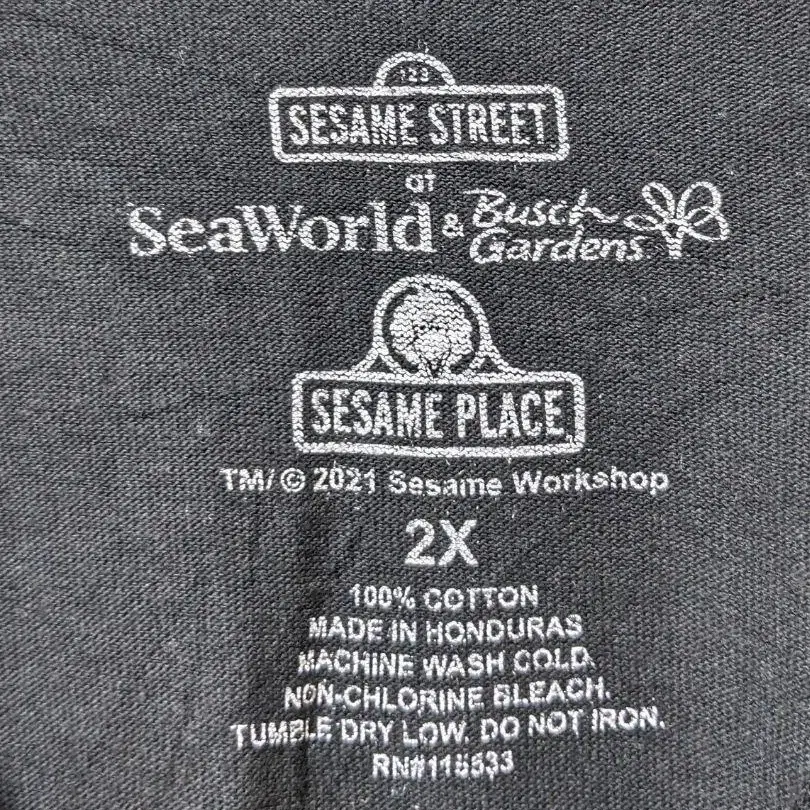 123
SESAME STREET
at
SeaWorld & Busch Gardens.
SESAME PLACE
TM/ © 2021 Sesame Workshop
2X
100% COTTON
MADE IN HONDURAS
MACHINE WASH COLD.
NON-CHLORINE BLEACH.
TUMBLE DRY LOW. DO NOT IRON.
RN#115533